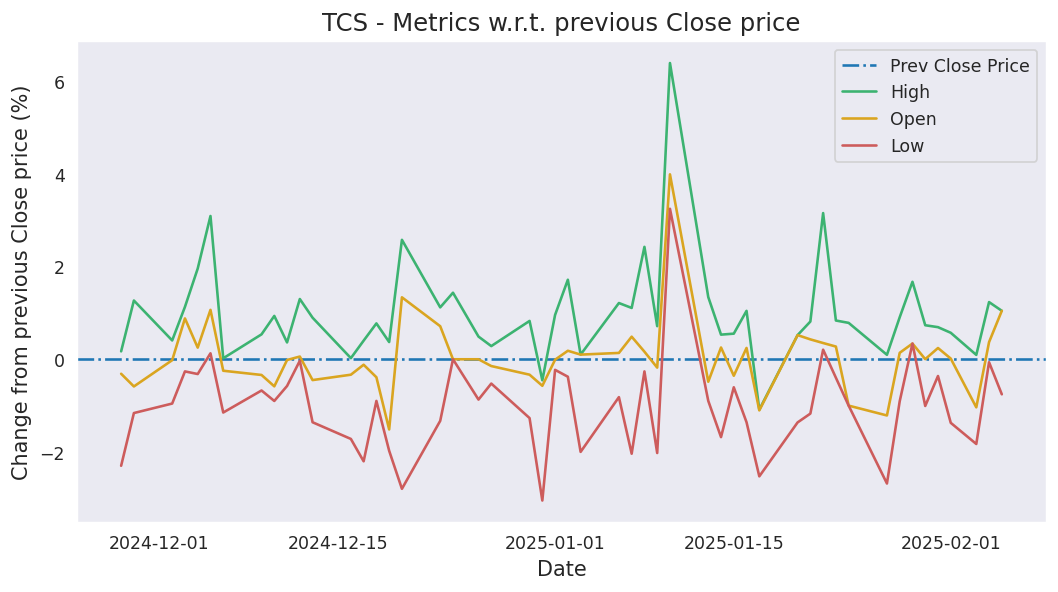 TCS - Metrics w.r.t. previous Close price
Change from previous Close price (%)
6
4
2
0
−2
Prev Close Price
High
Open
Low
2024-12-01
2024-12-15
2025-01-01
2025-01-15
2025-02-01
Date